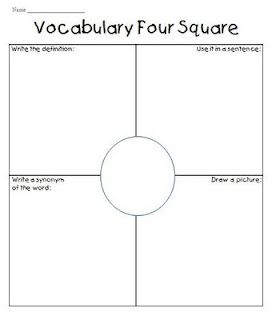 Name
Vocabulary Four Square
Write the definition:
Use it in a sentence:
Write a synonym
of the word:
Draw a picture: